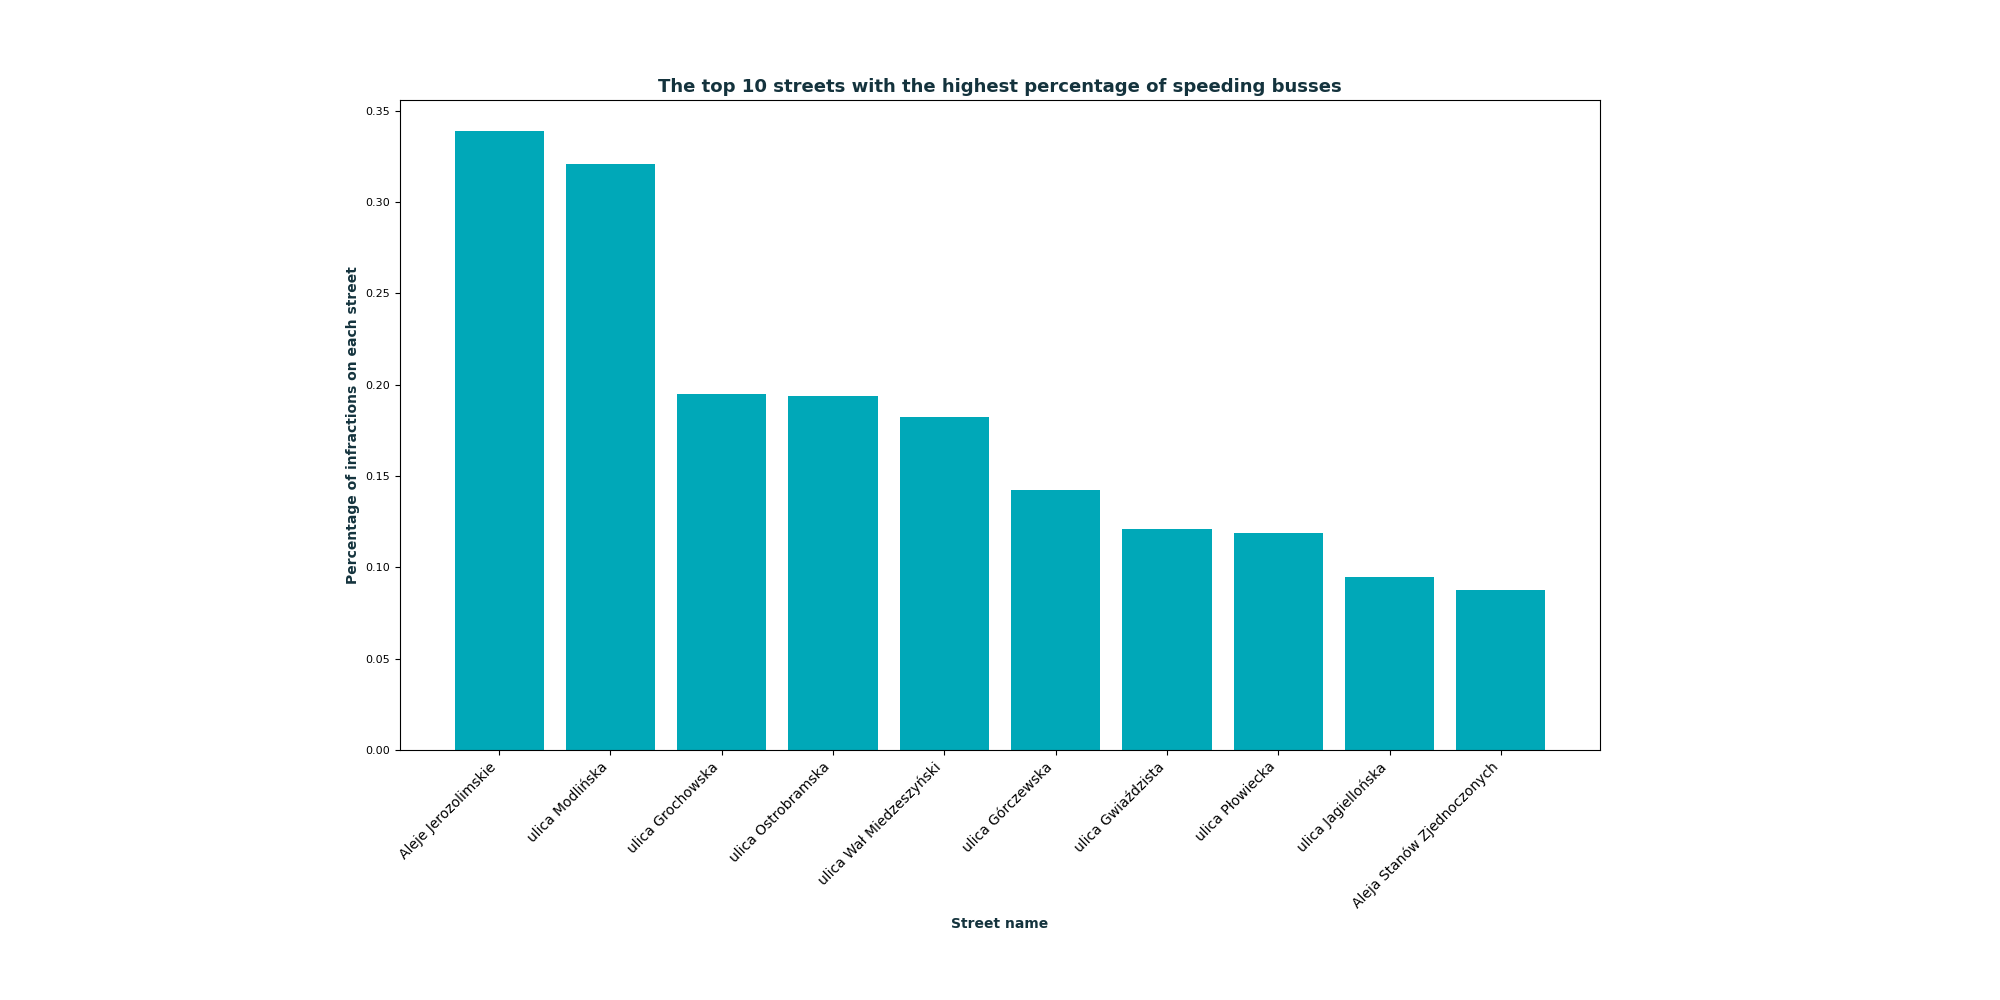 The top 10 streets with the highest percentage of speeding busses
Percentage of infractions on each street
0.35
0.30
0.25
0.20
0.15
0.10
0.05
0.00
Aleje Jerozolimskie
ulica Modlińska
ulica Grochowska
ulica Ostrobramska
ulica Wał Miedzeszyński
ulica Górczewska
ulica Gwiaździsta
ulica Płowiecka
ulica Jagiellońska
Aleja Stanów Zjednoczonych
Street name